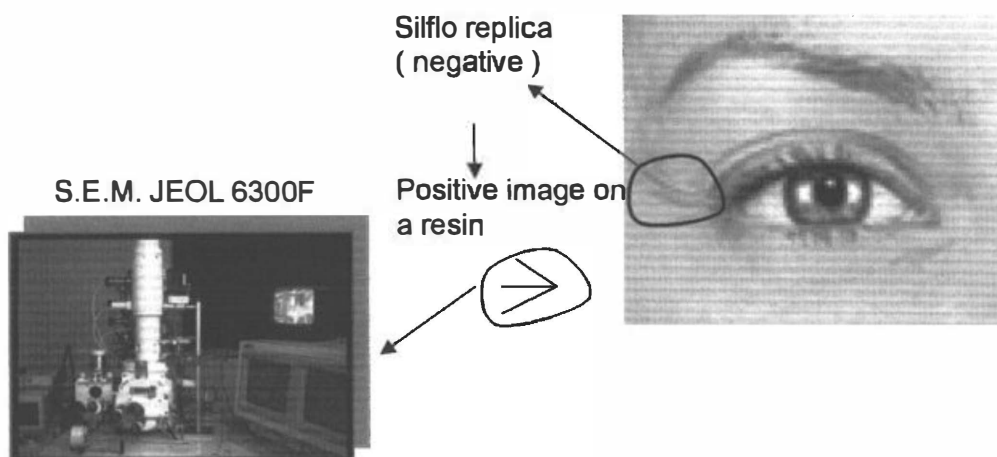 Silflo replica
( negative )
Positive image on
a resin
S.E.M. JEOL 6300F